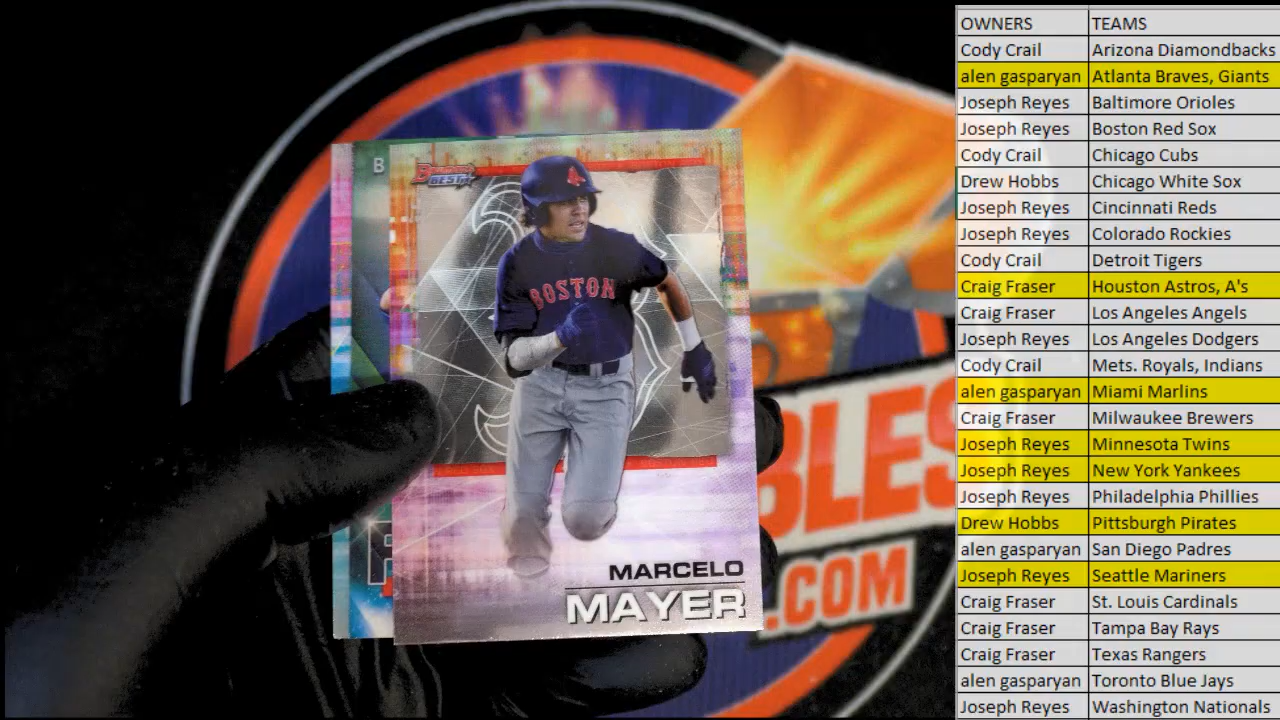 B
Bowman's
BEST
BOSTON
MARCELO
MAYER
BLES
.COM
OWNERS TEAMS
Cody Crail Arizona Diamondbacks
alen gasparyan Atlanta Braves, Giants
Joseph Reyes Baltimore Orioles
Joseph Reyes Boston Red Sox
Cody Crail Chicago Cubs
Drew Hobbs Chicago White Sox
Joseph Reyes Cincinnati Reds
Joseph Reyes Colorado Rockies
Cody Crail Detroit Tigers
Craig Fraser Houston Astros, A's
Craig Fraser Los Angeles Angels
Joseph Reyes Los Angeles Dodgers
Cody Crail Mets. Royals, Indians
alen gasparyan Miami Marlins
Craig Fraser Milwaukee Brewers
Joseph Reyes Minnesota Twins
Joseph Reyes New York Yankees
Joseph Reyes Philadelphia Phillies
Drew Hobbs Pittsburgh Pirates
alen gasparyan San Diego Padres
Joseph Reyes Seattle Mariners
Craig Fraser St. Louis Cardinals
Craig Fraser Tampa Bay Rays
Craig Fraser Texas Rangers
alen gasparyan Toronto Blue Jays
Joseph Reyes Washington Nationals